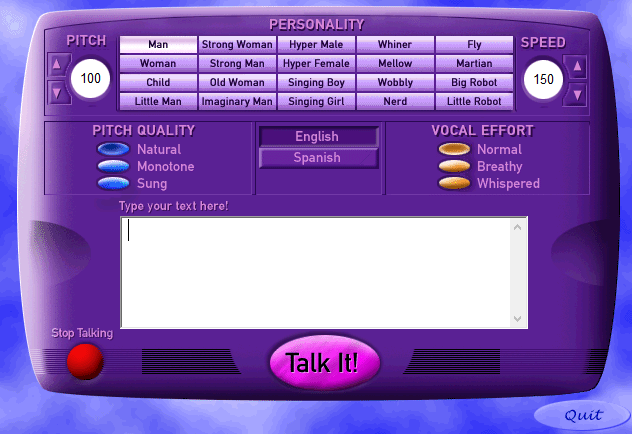 PERSONALITY
PITCH
SPEED
Man Strong Woman Hyper Male Whiner Fly
Woman Strong Man Hyper Female Mellow Martian
Child Old Woman Singing Boy Wobbly Big Robot
Little Man Imaginary Man Singing Girl Nerd Little Robot
100
150
PITCH QUALITY
Natural
Monotone
Sung
English
Spanish
VOCAL EFFORT
Normal
Breathy
Whispered
Type your text here!
Stop Talking
Talk It!
Quit